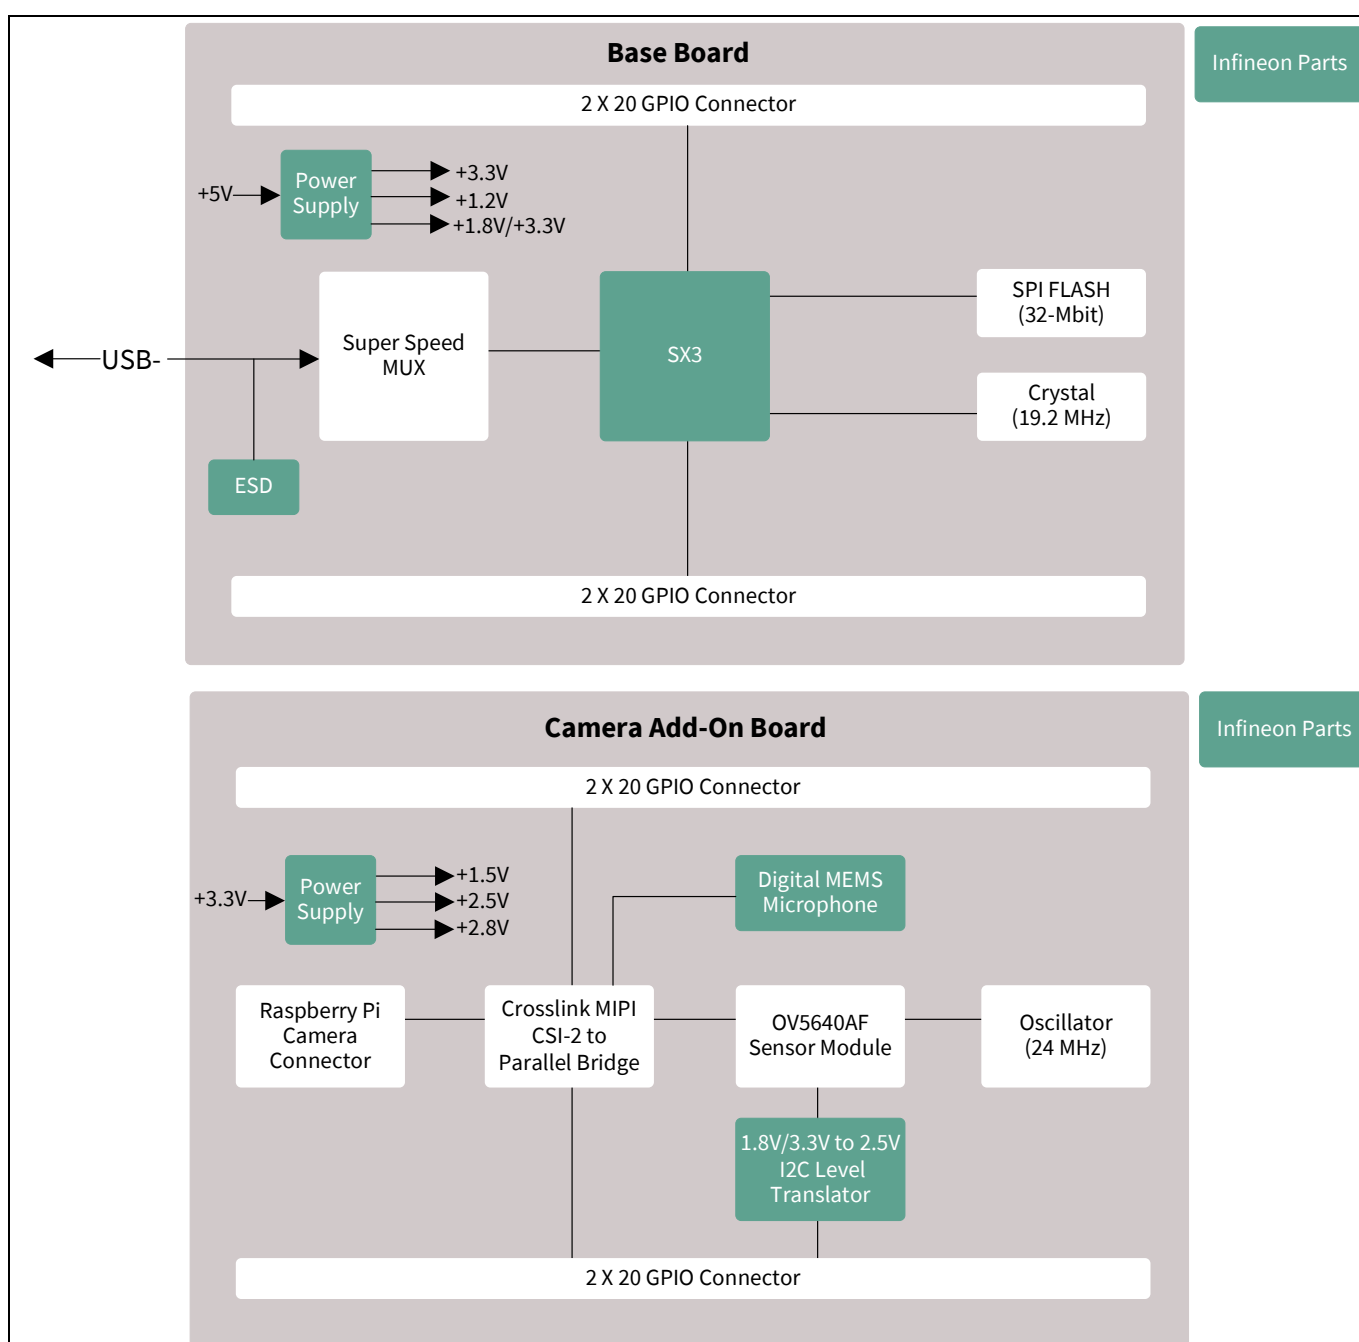 Base Board
Infineon Parts
2 X 20 GPIO Connector
+5V
Power
Supply
+3.3V
+1.2V
+1.8V/+3.3V
USB-
Super Speed
MUX
SX3
SPI FLASH
(32-Mbit)
Crystal
(19.2 MHz)
ESD
2 X 20 GPIO Connector
Camera Add-On Board
Infineon Parts
2 X 20 GPIO Connector
+3.3V
Power
Supply
+1.5V
+2.5V
+2.8V
Digital MEMS
Microphone
Raspberry Pi
Camera
Connector
Crosslink MIPI
CSI-2 to
Parallel Bridge
OV5640AF
Sensor Module
Oscillator
(24 MHz)
1.8V/3.3V to 2.5V
I2C Level
Translator
2 X 20 GPIO Connector